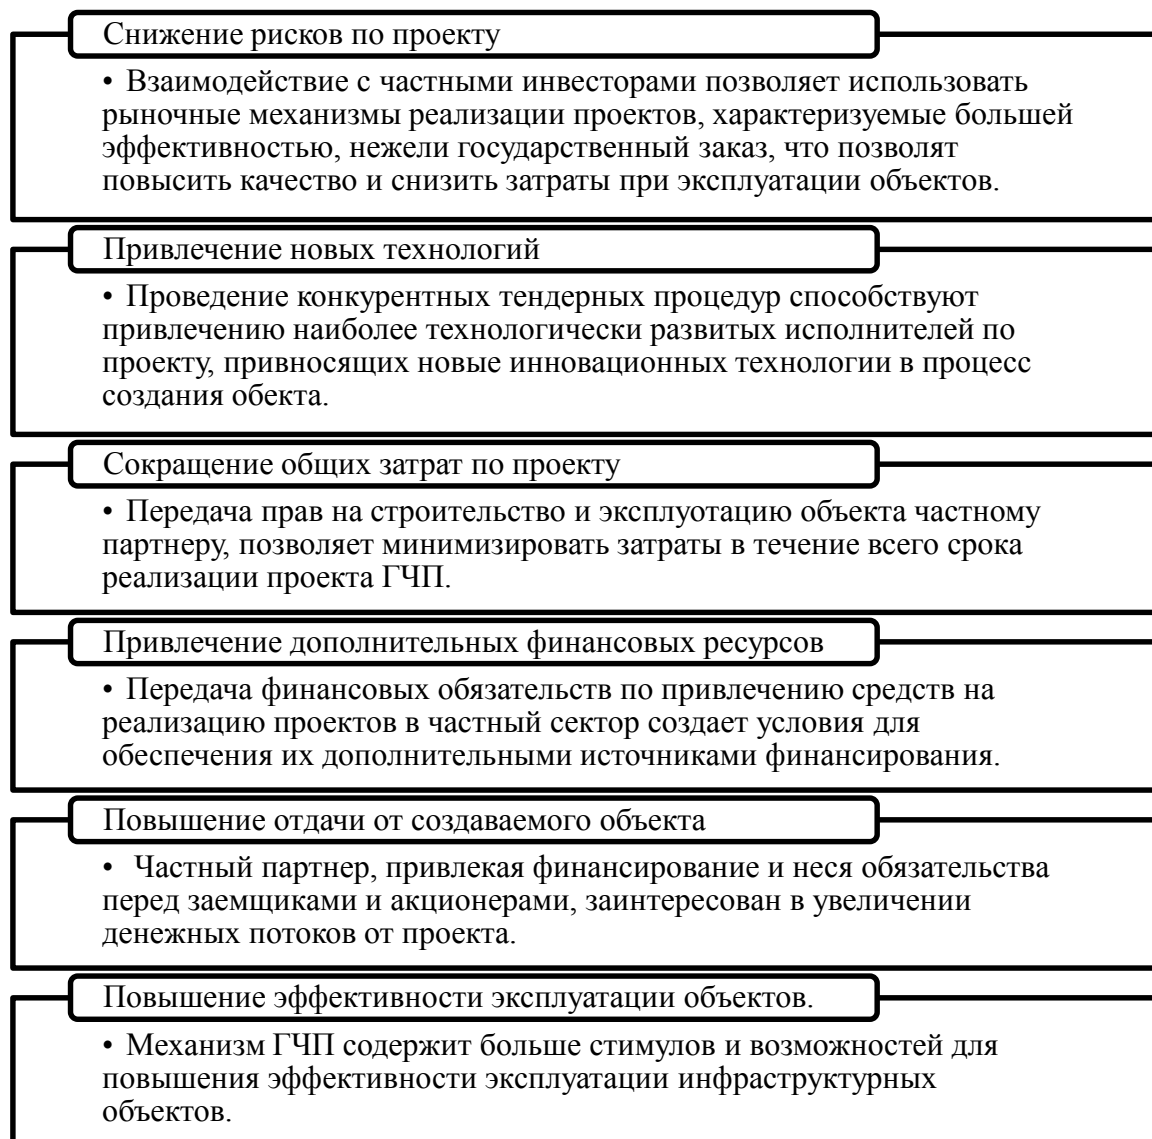 Снижение рисков по проекту
• Взаимодействие с частными инвесторами позволяет использовать
рыночные механизмы реализации проектов, характеризуемые большей
эффективностью, нежели государственный заказ, что позволят
повысить качество и снизить затраты при эксплуатации объектов.
Привлечение новых технологий
• Проведение конкурентных тендерных процедур способствуют
привлечению наиболее технологически развитых исполнителей по
проекту, привносящих новые инновационных технологии в процесс
создания обекта.
Сокращение общих затрат по проекту
• Передача прав на строительство и эксплуотацию объекта частному
партнеру, позволяет минимизировать затраты в течение всего срока
реализации проекта ГЧП.
Привлечение дополнительных финансовых ресурсов
• Передача финансовых обязательств по привлечению средств на
реализацию проектов в частный сектор создает условия для
обеспечения их дополнительными источниками финансирования.
Повышение отдачи от создаваемого объекта
• Частный партнер, привлекая финансирование и неся обязательства
перед заемщиками и акционерами, заинтересован в увеличении
денежных потоков от проекта.
Повышение эффективности эксплуатации объектов.
• Механизм ГЧП содержит больше стимулов и возможностей для
повышения эффективности эксплуатации инфраструктурных
объектов.